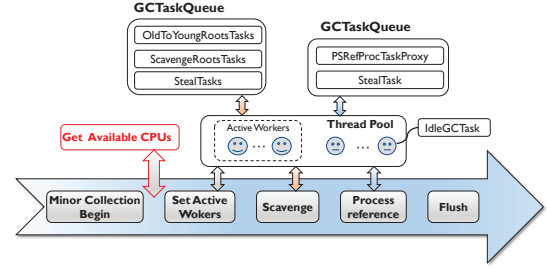 GCTaskQueue
OldToYoungRootsTasks
ScavengeRootsTasks
StealTasks
GCTaskQueue
PSRefProcTaskProxy
StealTask
Get Available CPUs
Active Workers
...
Thread Pool
...
IdleGCTask
Minor Collection
Begin
Set Active
Wokers
Scavenge
Process
reference
Flush